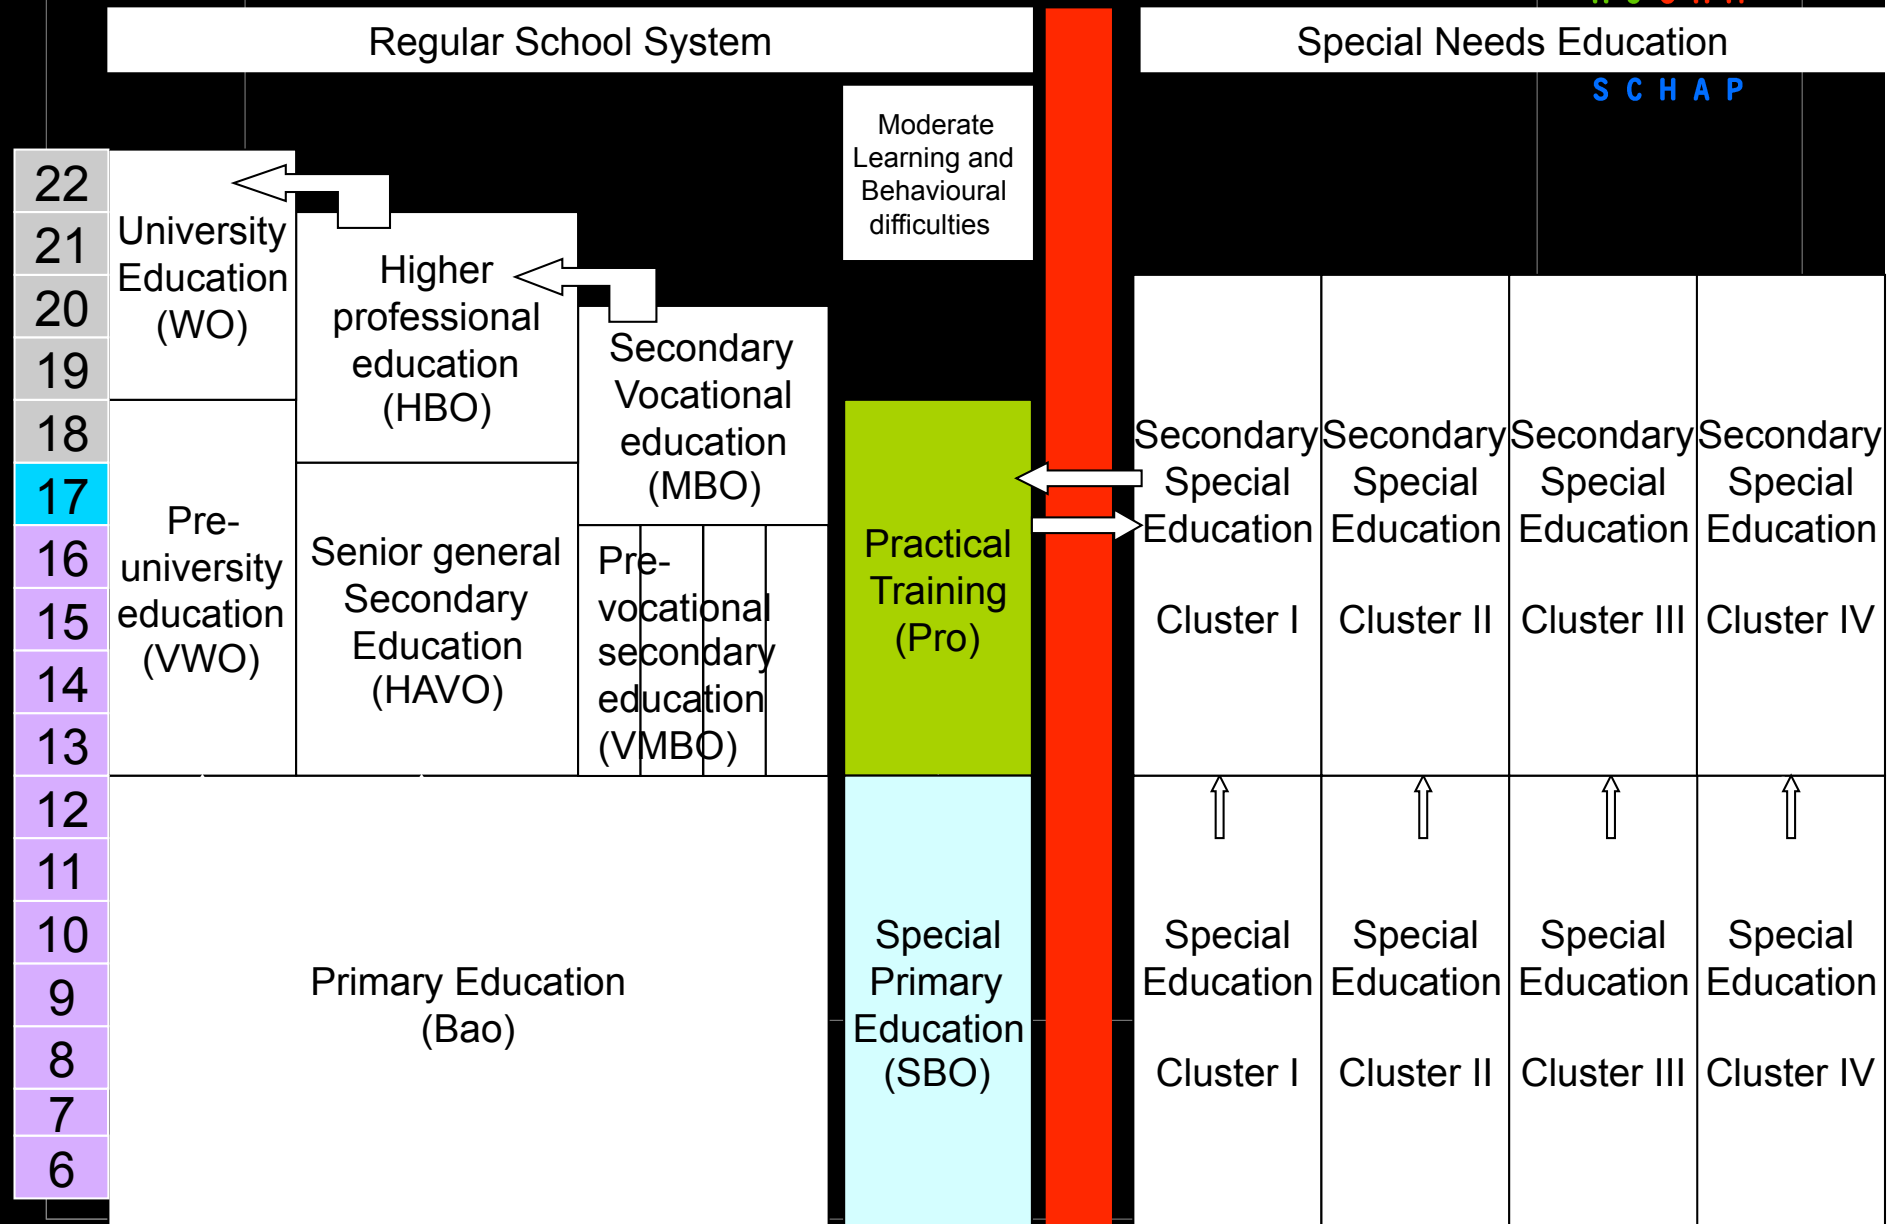 Regular School System
Special Needs Education
S C H A P
Moderate
Learning and
Behavioural
difficulties
22
21
20
19
18
17
16
15
14
13
12
11
10
9
8
7
6
University
Education
(WO)
Higher
professional
education
(HBO)
Secondary
Vocational
education
(MBO)
Pre-
university
education
(VWO)
Senior general
Secondary
Education
(HAVO)
Pre-
vocational
secondary
education
(VMBO)
Practical
Training
(Pro)
Secondary
Special
Education
Cluster I
Secondary
Special
Education
Cluster II
Secondary
Special
Education
Cluster III
Secondary
Special
Education
Cluster IV
Primary Education
(Bao)
Special
Primary
Education
(SBO)
Special
Education
Cluster I
Special
Education
Cluster II
Special
Education
Cluster III
Special
Education
Cluster IV